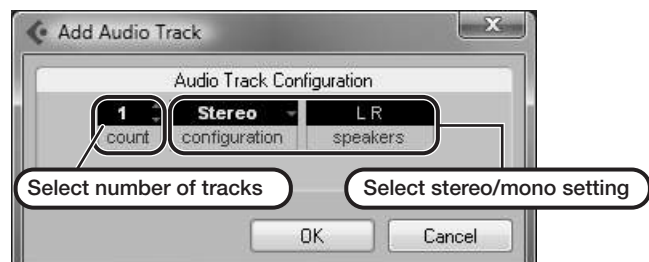 Add Audio Track
X
Audio Track Configuration
1 Stereo L R
count configuration speakers
Select number of tracks Select stereo/mono setting
OK Cancel